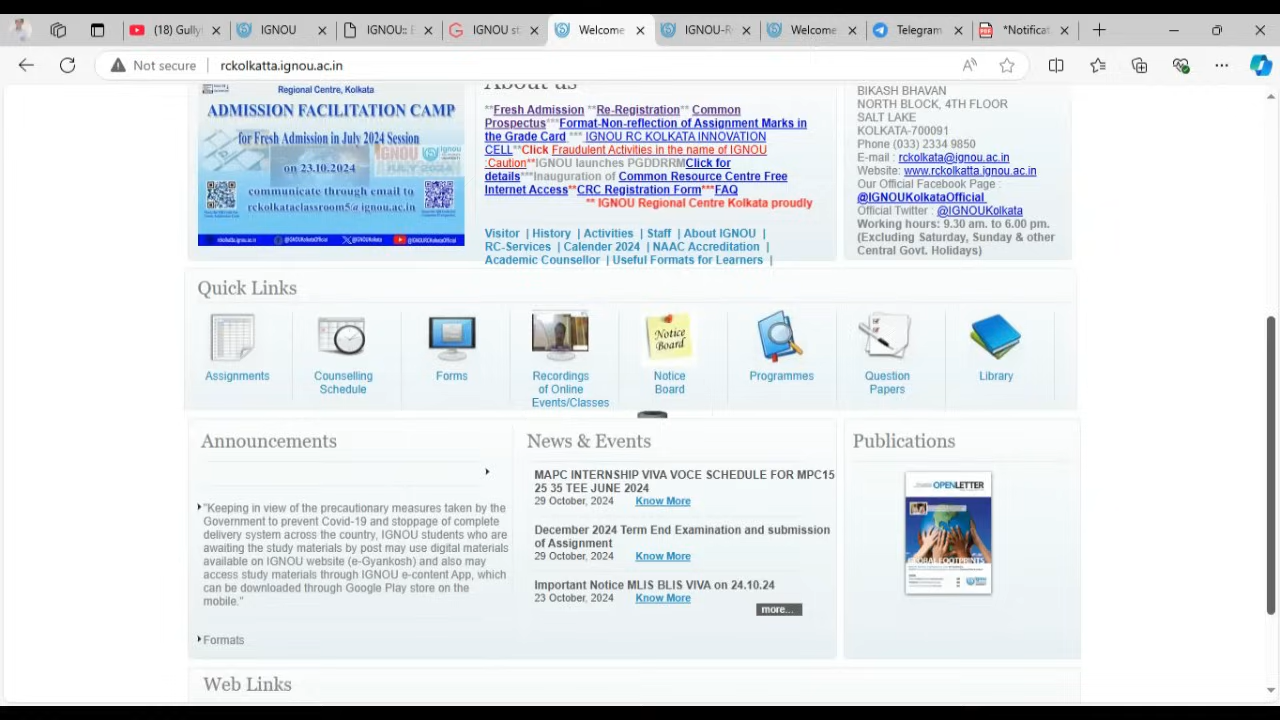 (18) Gully
IGNOU
IGNOU:: E
IGNOU st
Welcome
IGNOU-R
Welcome
Telegram
*Notificat
Not secure
rckolkatta.ignou.ac.in
Regional Centre, Kolkata
ADMISSION FACILITATION CAMP
for Fresh Admission in July 2024 Session
on 23.10.2024
communicate through email to
rckolkataclassroom5@ignou.ac.in
About us
**Fresh Admission **Re-Registration** Common
Prospectus***Format-Non-reflection of Assignment Marks in
the Grade Card *** IGNOU RC KOLKATA INNOVATION
CELL**Click Fraudulent Activities in the name of IGNOU
:Caution**IGNOU launches PGDDRRMClick for
details***Inauguration of Common Resource Centre Free
Internet Access**CRC Registration Form***FAQ
** IGNOU Regional Centre Kolkata proudly
Visitor | History | Activities | Staff | About IGNOU |
RC-Services | Calender 2024 | NAAC Accreditation |
Academic Counsellor | Useful Formats for Learners |
BIKASH BHAVAN
NORTH BLOCK, 4TH FLOOR
SALT LAKE
KOLKATA-700091
Phone (033) 2334 9850
E-mail : rckolkata@ignou.ac.in
Website: www.rckolkatta.ignou.ac.in
Our Official Facebook Page :
@IGNOUKolkataOfficial
Official Twitter : @IGNOUKolkata
Working hours: 9.30 am. to 6.00 pm.
(Excluding Saturday, Sunday & other
Central Govt. Holidays)
Quick Links
Assignments
Counselling
Schedule
Forms
Recordings
of Online
Events/Classes
Notice Board
Notice
Board
Programmes
Question
Papers
Library
Announcements
"Keeping in view of the precautionary measures taken by the
Government to prevent Covid-19 and stoppage of complete
delivery system across the country, IGNOU students who are
awaiting the study materials by post may use digital materials
available on IGNOU website (e-Gyankosh) and also may
access study materials through IGNOU e-content App, which
can be downloaded through Google Play store on the
mobile."
Formats
News & Events
MAPC INTERNSHIP VIVA VOCE SCHEDULE FOR MPC15
25 35 TEE JUNE 2024
29 October, 2024 Know More
December 2024 Term End Examination and submission
of Assignment
29 October, 2024 Know More
Important Notice MLIS BLIS VIVA on 24.10.24
23 October, 2024 Know More
more...
Publications
OPENLETTER
Web Links